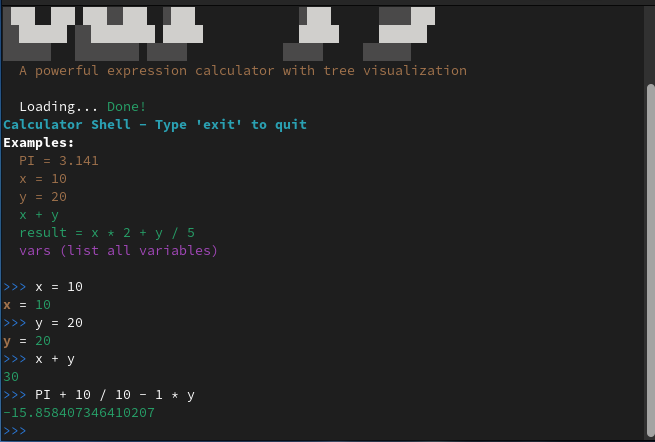 A powerful expression calculator with tree visualization
Loading... Done!
Calculator Shell - Type 'exit' to quit
Examples:
PI = 3.141
x = 10
y = 20
x + y
result = x * 2 + y / 5
vars (list all variables)
>>> x = 10
x = 10
>>> y = 20
y = 20
>>> x + y
30
>>> PI + 10 / 10 - 1 * y
-15.858407346410207
>>>